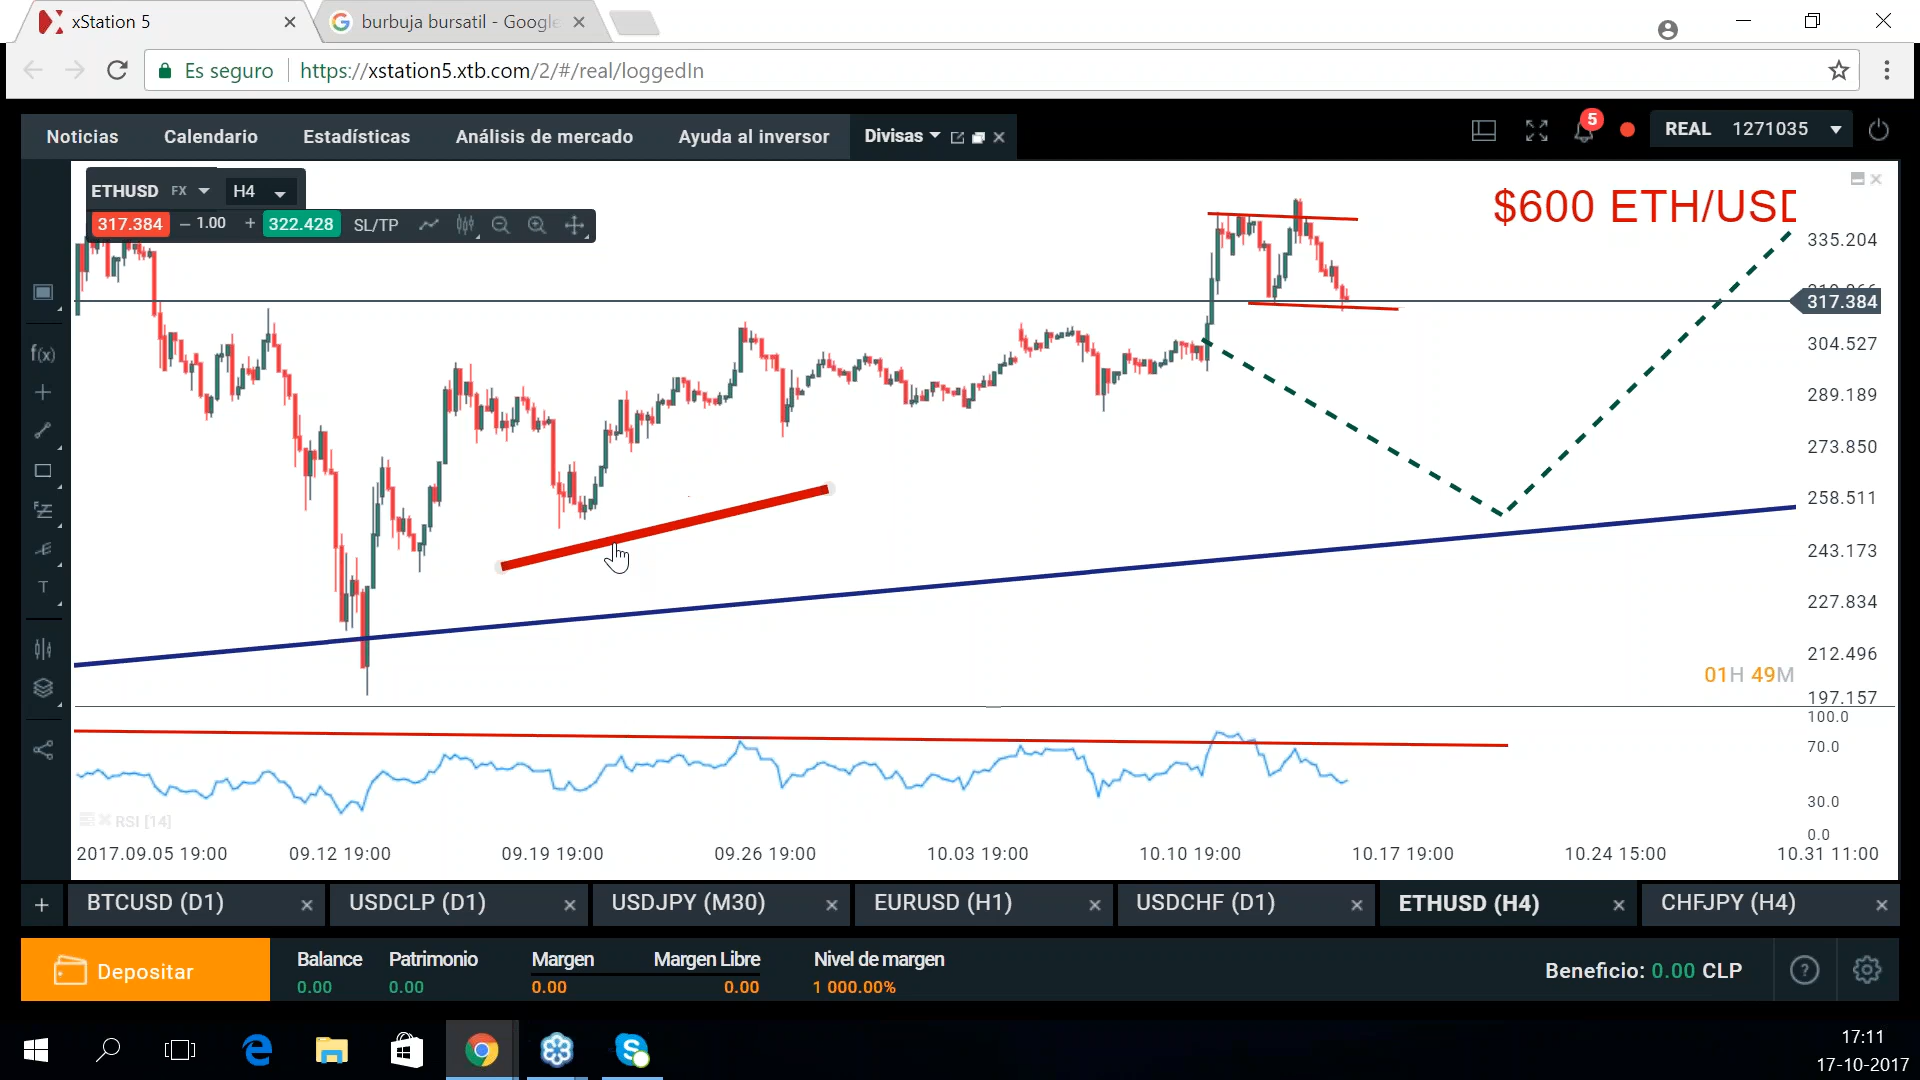 xStation 5
burbuja bursatil - Google
Es seguro
https://xstation5.xtb.com/2/#/real/loggedIn
Noticias
Calendario
Estadísticas
Análisis de mercado
Ayuda al inversor
Divisas
5
REAL 1271035
ETHUSD FX
H4
317.384
1.00
322.428
SL/TP
$600 ETH/USD
335.204
317.384
304.527
289.189
273.850
258.511
243.173
227.834
212.496
197.157
01H 49M
f(x)
T
100.0
70.0
30.0
0.0
RSI [14]
2017.09.05 19:00
09.12 19:00
09.19 19:00
09.26 19:00
10.03 19:00
10.10 19:00
10.17 19:00
10.24 15:00
10.31 11:00
BTCUSD (D1)
USDCLP (D1)
USDJPY (M30)
EURUSD (H1)
USDCHF (D1)
ETHUSD (H4)
CHFJPY (H4)
Depositar
Balance
0.00
Patrimonio
0.00
Margen
0.00
Margen Libre
0.00
Nivel de margen
1 000.00%
Beneficio: 0.00 CLP
17:11
17-10-2017